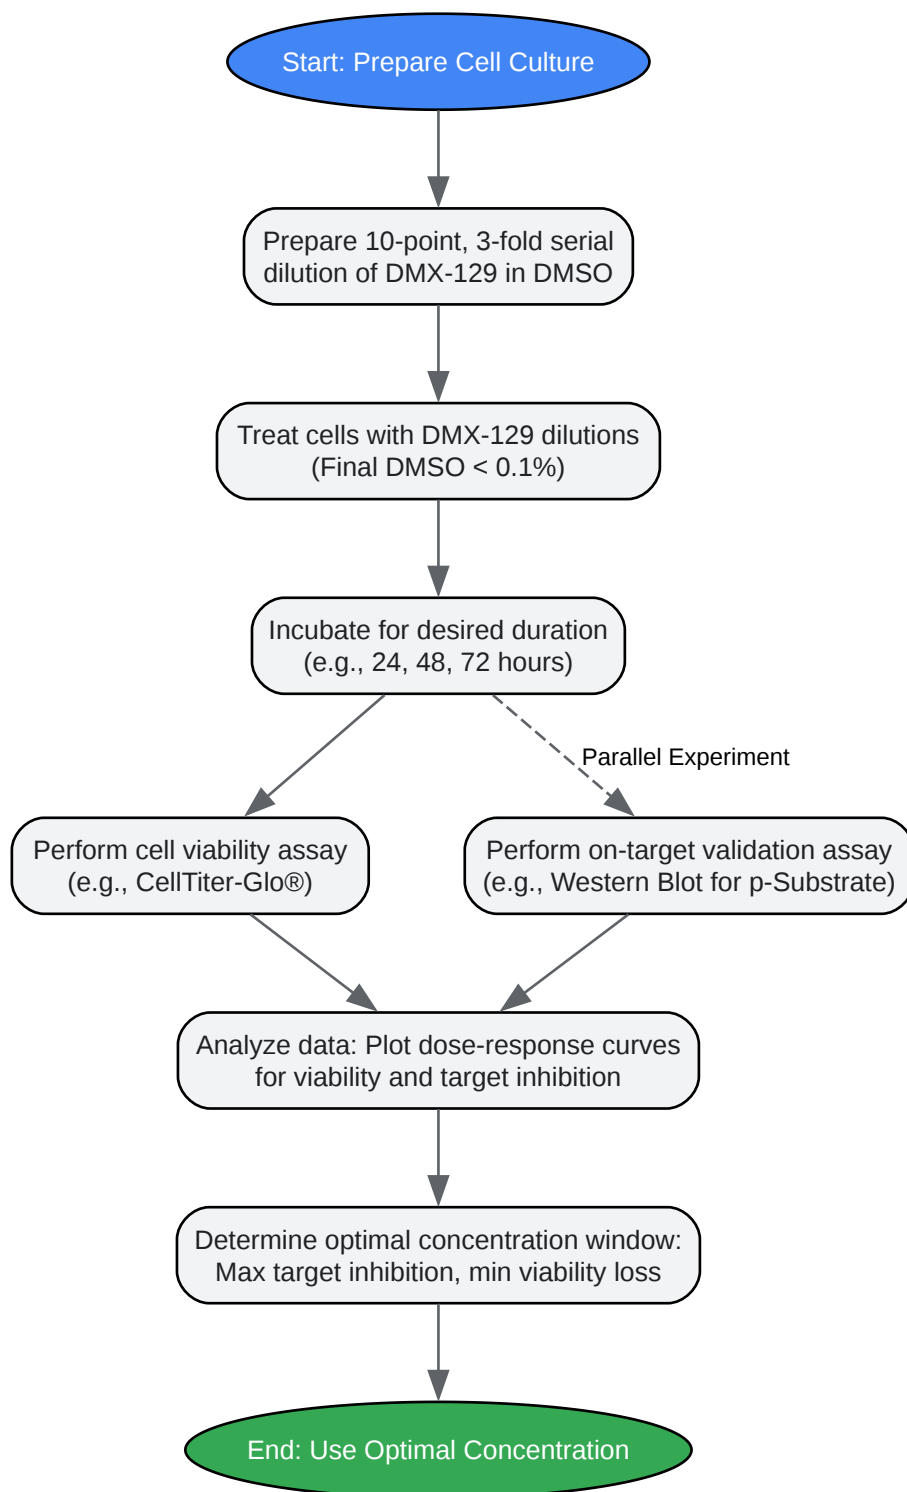 Start: Prepare Cell Culture
Prepare 10-point, 3-fold serial
dilution of DMX-129 in DMSO
Treat cells with DMX-129 dilutions
(Final DMSO < 0.1%)
Incubate for desired duration
(e.g., 24, 48, 72 hours)
Parallel Experiment
Perform cell viability assay
(e.g., CellTiter-Glo®)
Perform on-target validation assay
(e.g., Western Blot for p-Substrate)
Analyze data: Plot dose-response curves
for viability and target inhibition
Determine optimal concentration window:
Max target inhibition, min viability loss
End: Use Optimal Concentration